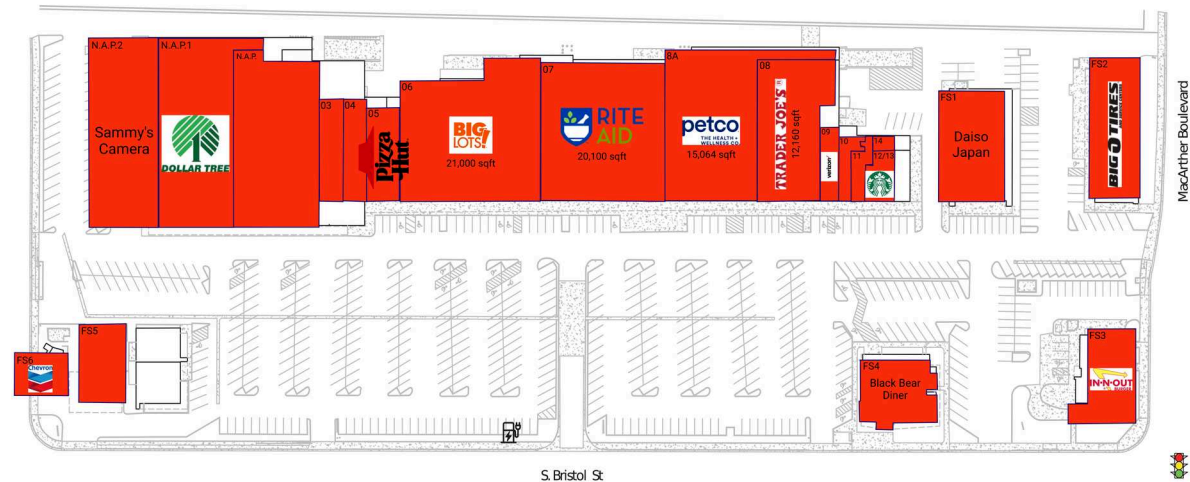 N.A.P.2
N.A.P.1
N.A.P.
Sammy's
Camera
DOLLAR TREE
03
04
05
Pizza
Hut
06
BIG
LOTS!
21,000 sqft
07
RITE
AID
20,100 sqft
8A
petco
THE HEALTH +
WELLNESS CO.
15,064 sqft
08
TRADER JOE'S
12,160 sqft
09
verizon
10
14
11
12/13
FS1
Daiso
Japan
FS2
BIG O TIRES
MacArther Boulevard
FS6
Chevron
FS5
FS4
Black Bear
Diner
FS3
IN-N-OUT
BURGER
S. Bristol St